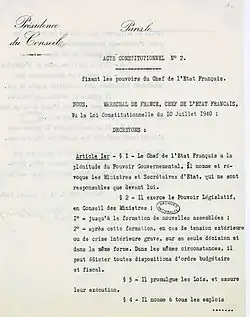 Présidence
du Conseil
Paris, le
ACTE CONSTITUTIONNEL N° 2.
fixant les pouvoirs du Chef de l'Etat Français.
NOUS, MARECHAL DE FRANCE, CHEF DE L'ETAT FRANCAIS,
Vu la Loi Constitutionnelle du 10 Juillet 1940 :
DECRETONS :
Article Ier - § 1 - Le Chef de l'Etat Français a la
plénitude du Pouvoir Gouvernemental, il nomme et ré-
voque les Ministres et Secrétaires d'Etat, qui ne
sont responsables que devant lui.
§ 2 - Il exerce le Pouvoir Législatif,
en Conseil des Ministres :
1° - jusqu'à la formation de nouvelles assemblées ;
2° - après cette formation, en cas de tension extérieure
ou de crise intérieure grave, sur sa seule décision et
dans la même forme. Dans les mêmes circonstances, il
peut édicter toutes dispositions d'ordre budgétaire
et fiscal.
§ 3 - Il promulgue les Lois, et assure
leur exécution.
§ 4 - Il nomme à tous les emplois